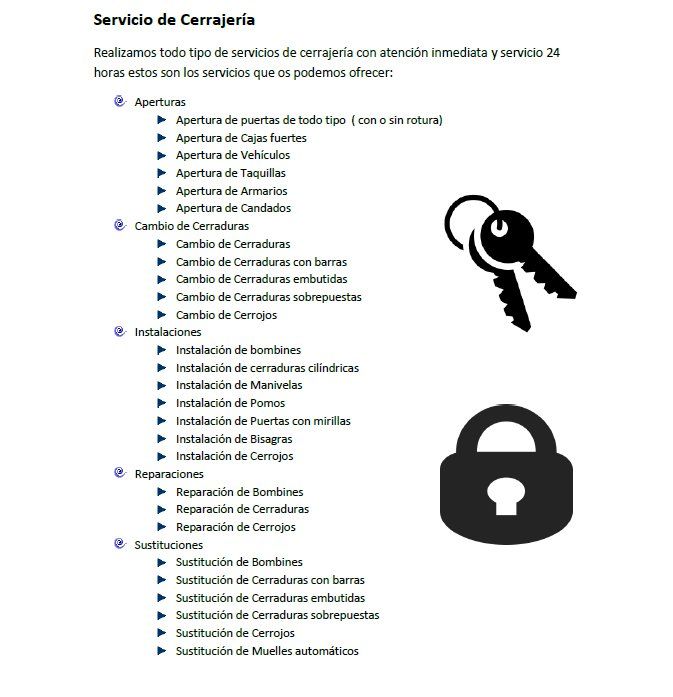 Servicio de Cerrajería
Realizamos todo tipo de servicios de cerrajería con atención inmediata y servicio 24
horas estos son los servicios que os podemos ofrecer:
Aperturas
Apertura de puertas de todo tipo ( con o sin rotura)
Apertura de Cajas fuertes
Apertura de Vehículos
Apertura de Taquillas
Apertura de Armarios
Apertura de Candados
Cambio de Cerraduras
Cambio de Cerraduras
Cambio de Cerraduras con barras
Cambio de Cerraduras embutidas
Cambio de Cerraduras sobrepuestas
Cambio de Cerrojos
Instalaciones
Instalación de bombines
Instalación de cerraduras cilíndricas
Instalación de Manivelas
Instalación de Pomos
Instalación de Puertas con mirillas
Instalación de Bisagras
Instalación de Cerrojos
Reparaciones
Reparación de Bombines
Reparación de Cerraduras
Reparación de Cerrojos
Sustituciones
Sustitución de Bombines
Sustitución de Cerraduras con barras
Sustitución de Cerraduras embutidas
Sustitución de Cerraduras sobrepuestas
Sustitución de Cerrojos
Sustitución de Muelles automáticos